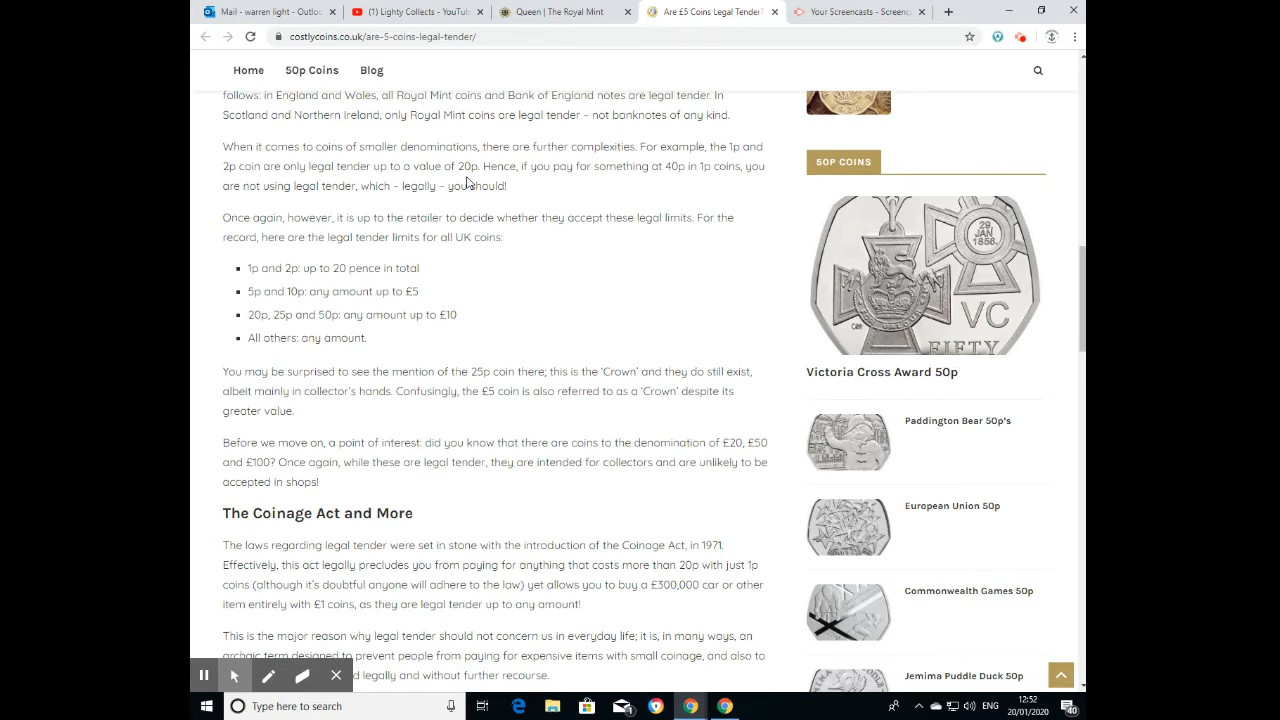 Mail - warren light - Outloo
(1) Lighty Collects - YouTub
Queen | The Royal Mint
Are £5 Coins Legal Tender?
Your Screencasts - Screenc
costlycoins.co.uk/are-5-coins-legal-tender/
Home
50p Coins
Blog
follows: in England and Wales, all Royal Mint coins and Bank of England notes are legal tender. In
Scotland and Northern Ireland, only Royal Mint coins are legal tender – not banknotes of any kind.
When it comes to coins of smaller denominations, there are further complexities. For example, the 1p and
2p coin are only legal tender up to a value of 20p. Hence, if you pay for something at 40p in 1p coins, you
are not using legal tender, which – legally – you should!
Once again, however, it is up to the retailer to decide whether they accept these legal limits. For the
record, here are the legal tender limits for all UK coins:
1p and 2p: up to 20 pence in total
5p and 10p: any amount up to £5
20p, 25p and 50p: any amount up to £10
All others: any amount.
You may be surprised to see the mention of the 25p coin there; this is the ‘Crown’ and they do still exist,
albeit mainly in collector’s hands. Confusingly, the £5 coin is also referred to as a ‘Crown’ despite its
greater value.
Before we move on, a point of interest: did you know that there are coins to the denomination of £20, £50
and £100? Once again, while these are legal tender, they are intended for collectors and are unlikely to be
accepted in shops!
The Coinage Act and More
The laws regarding legal tender were set in stone with the introduction of the Coinage Act, in 1971.
Effectively, this act legally precludes you from paying for anything that costs more than 20p with just 1p
coins (although it’s doubtful anyone will adhere to the law) yet allows you to buy a £300,000 car or other
item entirely with £1 coins, as they are legal tender up to any amount!
This is the major reason why legal tender should not concern us in everyday life; it is, in many ways, an
archaic term designed to prevent people from paying for expensive items with small coinage, and also to
d legally and without further recourse.
50P COINS
29.
JAN
1856.
FOR VALOUR
VC
FIFTY
Victoria Cross Award 50p
Paddington Bear 50p's
European Union 50p
Commonwealth Games 50p
Jemima Puddle Duck 50p
Type here to search
ENG
12:52
20/01/2020
40